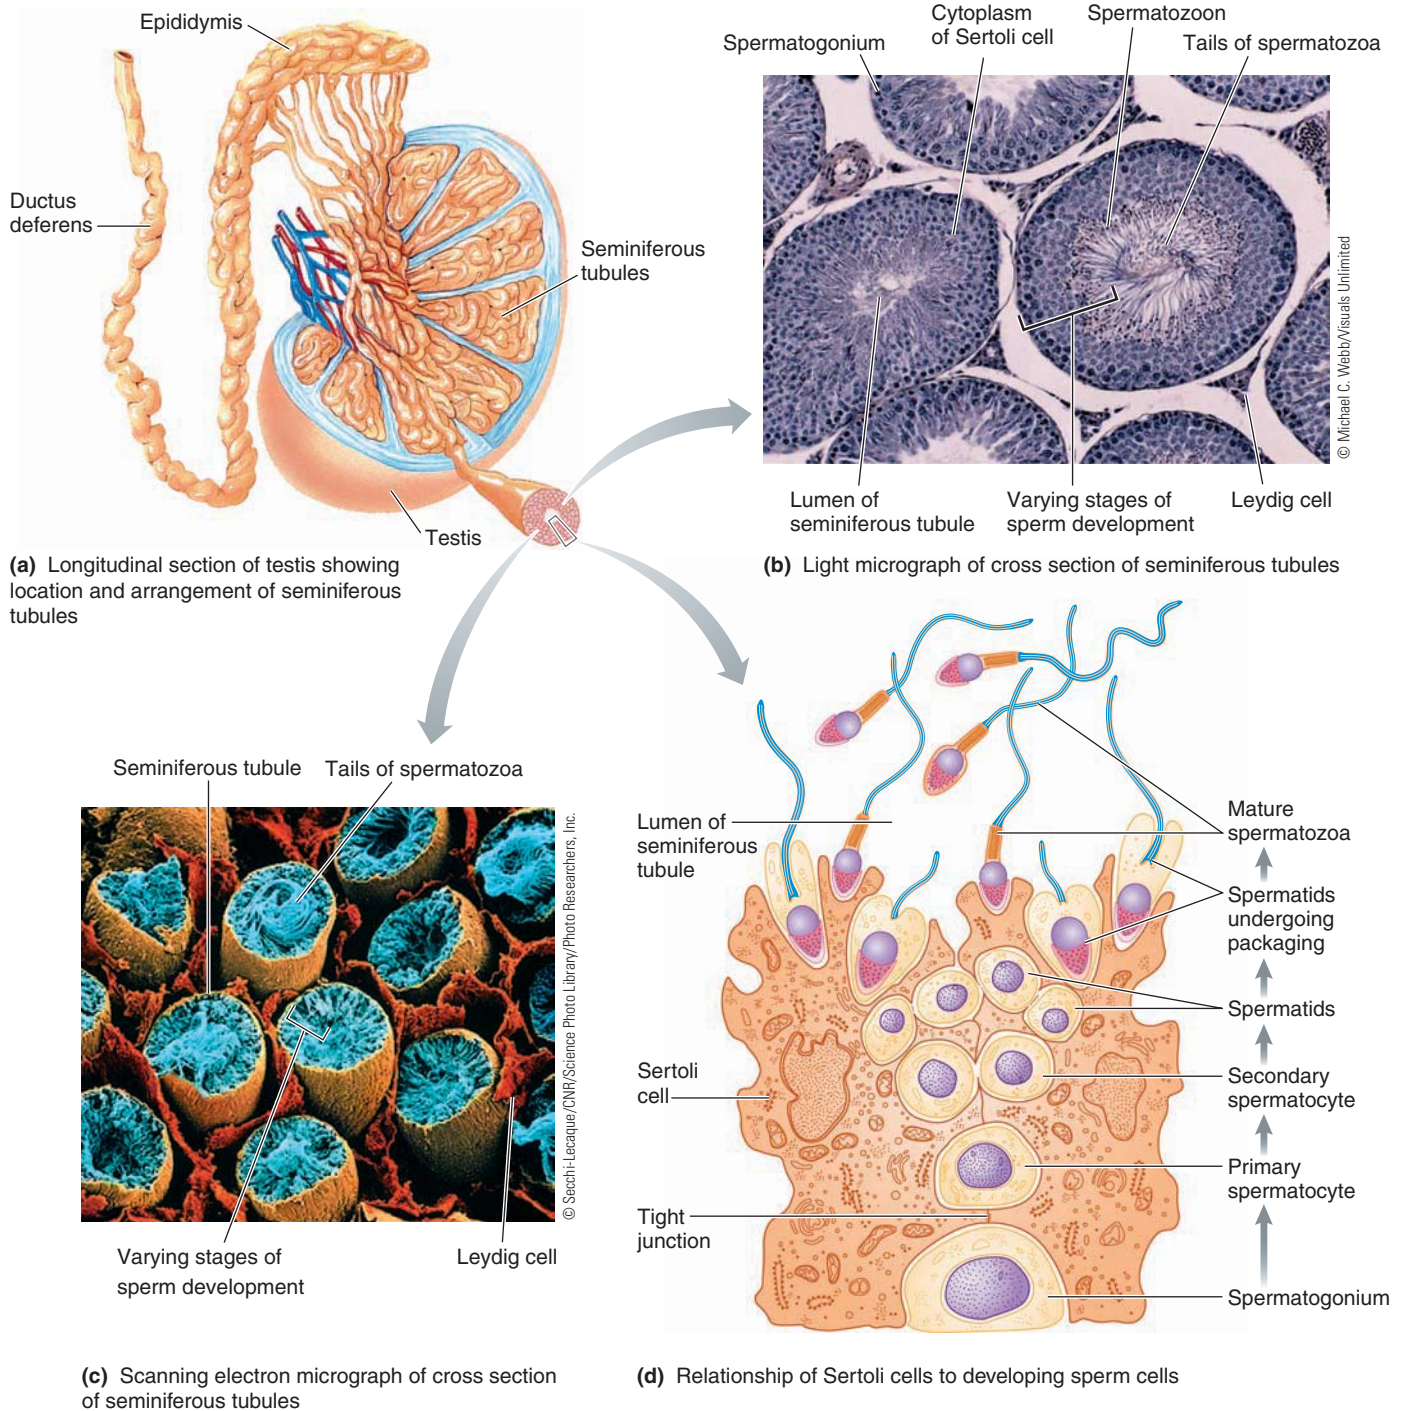 Epididymis
Ductus
deferens
Seminiferous
tubules
Testis
(a) Longitudinal section of testis showing
location and arrangement of seminiferous
tubules
Spermatogonium
Cytoplasm
of Sertoli cell
Spermatozoon
Tails of spermatozoa
© Michael C. Webb/Visuals Unlimited
Lumen of
seminiferous tubule
Varying stages of
sperm development
Leydig cell
(b) Light micrograph of cross section of seminiferous tubules
Seminiferous tubule
Tails of spermatozoa
© Secchi-Lecaque/CNR/Science Photo Library/Photo Researchers, Inc.
Varying stages of
sperm development
Leydig cell
(c) Scanning electron micrograph of cross section
of seminiferous tubules
Lumen of
seminiferous
tubule
Sertoli
cell
Tight
junction
Mature
spermatozoa
Spermatids
undergoing
packaging
Spermatids
Secondary
spermatocyte
Primary
spermatocyte
Spermatogonium
(d) Relationship of Sertoli cells to developing sperm cells